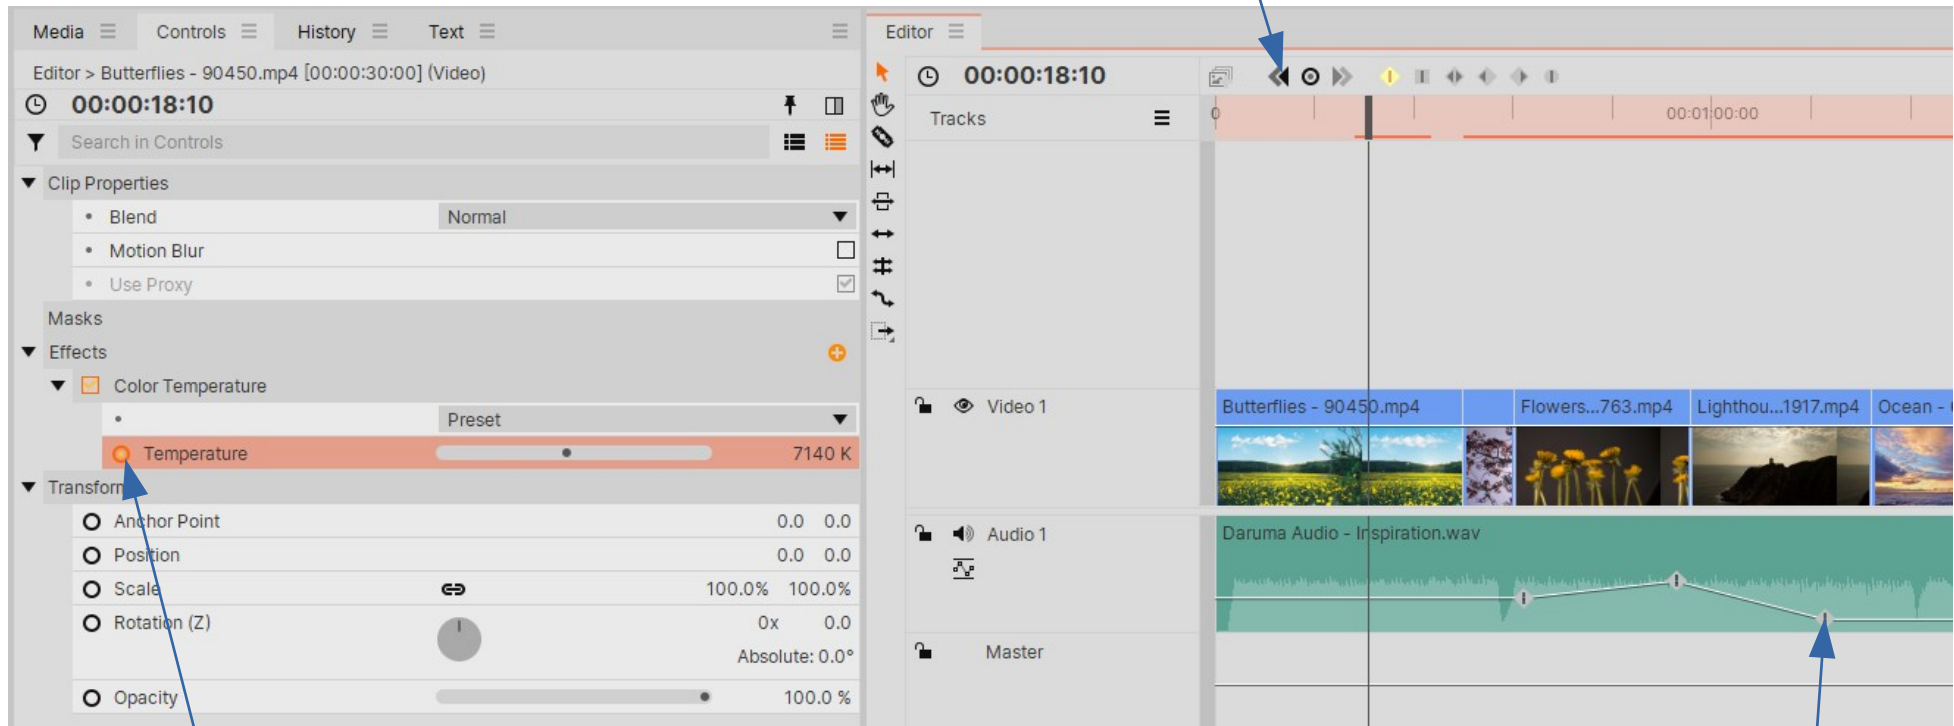 Media Controls History Text
Editor > Butterflies - 90450.mp4 [00:00:30:00] (Video)
00:00:18:10
Search in Controls
Clip Properties
Blend Normal
Motion Blur
Use Proxy
Masks
Effects
Color Temperature
Preset
Temperature 7140 K
Transform
Anchor Point 0.0 0.0
Position 0.0 0.0
Scale 100.0% 100.0%
Rotation (Z) 0x 0.0
Absolute: 0.0°
Opacity 100.0 %
Editor
00:00:18:10
Tracks
0 00:01:00:00
Video 1
Butterflies - 90450.mp4 Flowers...763.mp4 Lighthou...1917.mp4 Ocean -
Audio 1
Daruma Audio - Inspiration.wav
Master